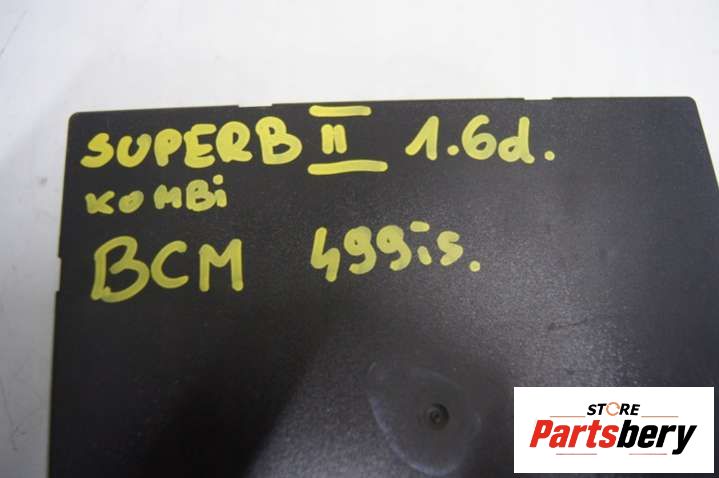 SUPERB II 1.6d.
KOMBi
BCM 499is.
STORE
Partsbery